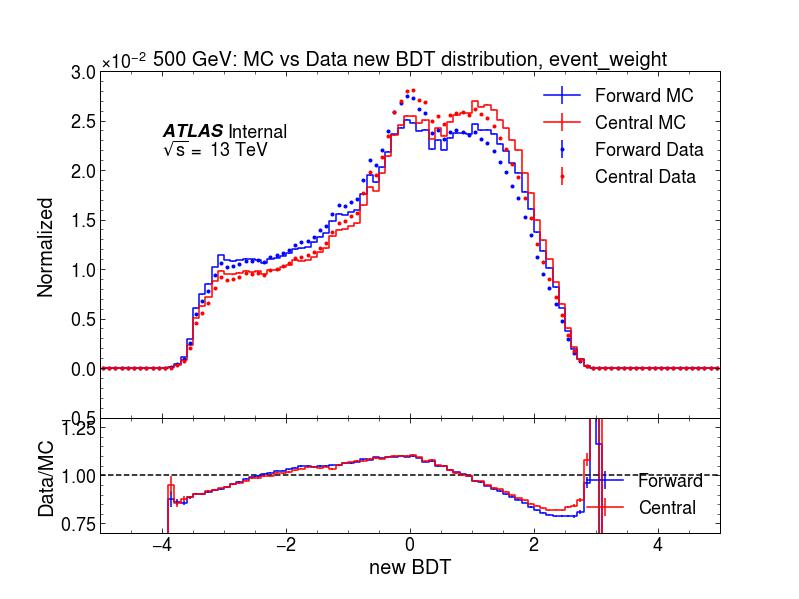 ×10⁻² 500 GeV: MC vs Data new BDT distribution, event_weight
3.0
2.5
2.0
1.5
1.0
0.5
0.0
−0.5
Normalized
ATLAS Internal
√s = 13 TeV
Forward MC
Central MC
Forward Data
Central Data
1.25
1.00
0.75
Data/MC
Forward
Central
−4
−2
0
2
4
new BDT